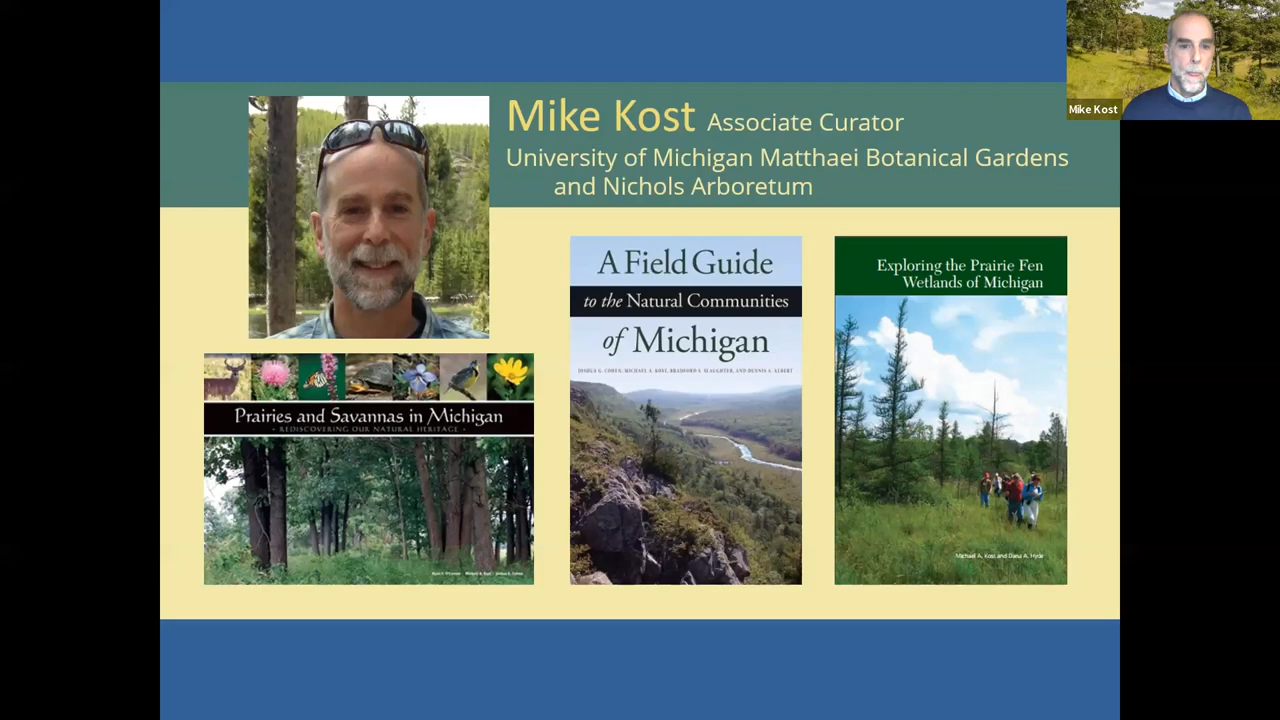 Mike Kost Associate Curator
University of Michigan Matthaei Botanical Gardens
and Nichols Arboretum
Mike Kost
Prairies and Savannas in Michigan
- REDISCOVERING OUR NATURAL HERITAGE -
A Field Guide
to the Natural Communities
of Michigan
JOSHUA G. COHEN, MICHAEL A. KOST, BRADFORD S. SLAUGHTER, AND DENNIS A. ALBERT
Exploring the Prairie Fen
Wetlands of Michigan
Michael A. Kost and Dana A. Hyde